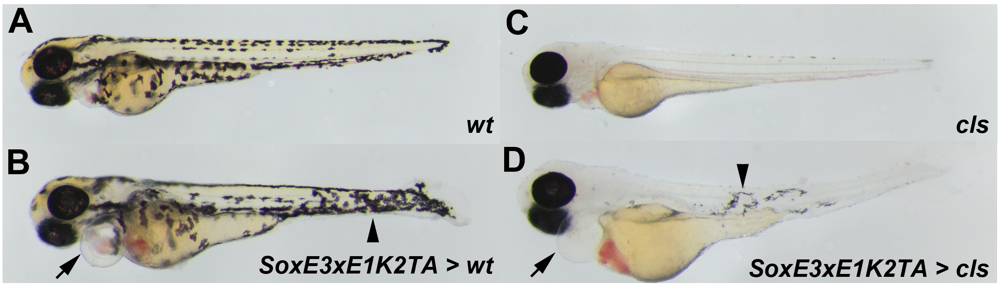 A
wt
B
SoxE3xE1K2TA > wt
C
cls
D
SoxE3xE1K2TA > cls